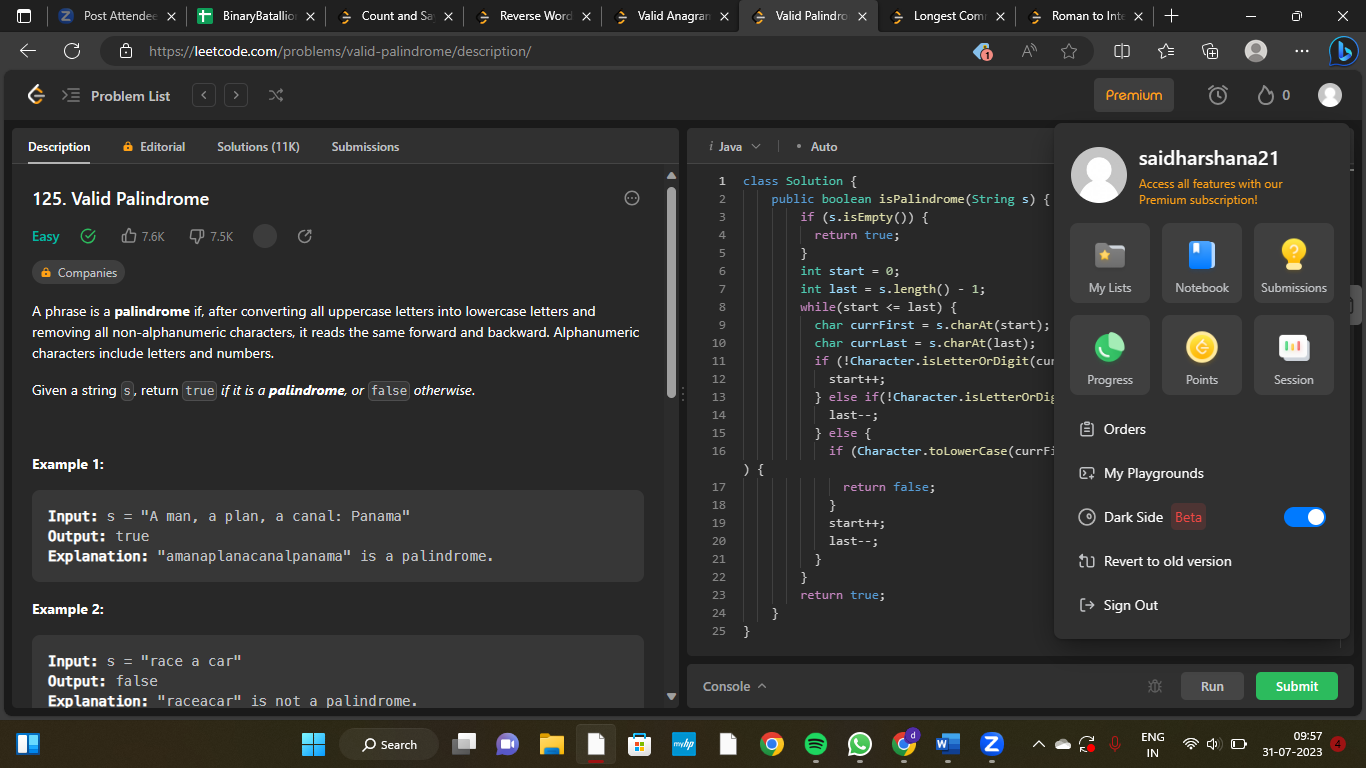 Post Attendee
BinaryBatallion
Count and Say
Reverse Word
Valid Anagram
Valid Palindro
Longest Com
Roman to Inte
https://leetcode.com/problems/valid-palindrome/description/
1
Problem List
Premium
0
Description
Editorial
Solutions (11K)
Submissions
125. Valid Palindrome
Easy
7.6K
7.5K
Companies
A phrase is a palindrome if, after converting all uppercase letters into lowercase letters and
removing all non-alphanumeric characters, it reads the same forward and backward. Alphanumeric
characters include letters and numbers.
Given a string s, return true if it is a palindrome, or false otherwise.
Example 1:
Input: s = "A man, a plan, a canal: Panama"
Output: true
Explanation: "amanaplanacanalpanama" is a palindrome.
Example 2:
Input: s = "race a car"
Output: false
Explanation: "raceacar" is not a palindrome.
i Java
• Auto
1 class Solution {
2 public boolean isPalindrome(String s) {
3 if (s.isEmpty()) {
4 return true;
5 }
6 int start = 0;
7 int last = s.length() - 1;
8 while(start <= last) {
9 char currFirst = s.charAt(start);
10 char currLast = s.charAt(last);
11 if (!Character.isLetterOrDigit(cur
12 start++;
13 } else if(!Character.isLetterOrDig
14 last--;
15 } else {
16 if (Character.toLowerCase(currFi
) {
17 return false;
18 }
19 start++;
20 last--;
21 }
22 }
23 return true;
24 }
25 }
saidharshana21
Access all features with our
Premium subscription!
My Lists
Notebook
Submissions
Progress
Points
Session
Orders
My Playgrounds
Dark Side Beta
Revert to old version
Sign Out
Console
Run
Submit
Search
myhp
d
W
Z
ENG
IN
09:57
31-07-2023
4